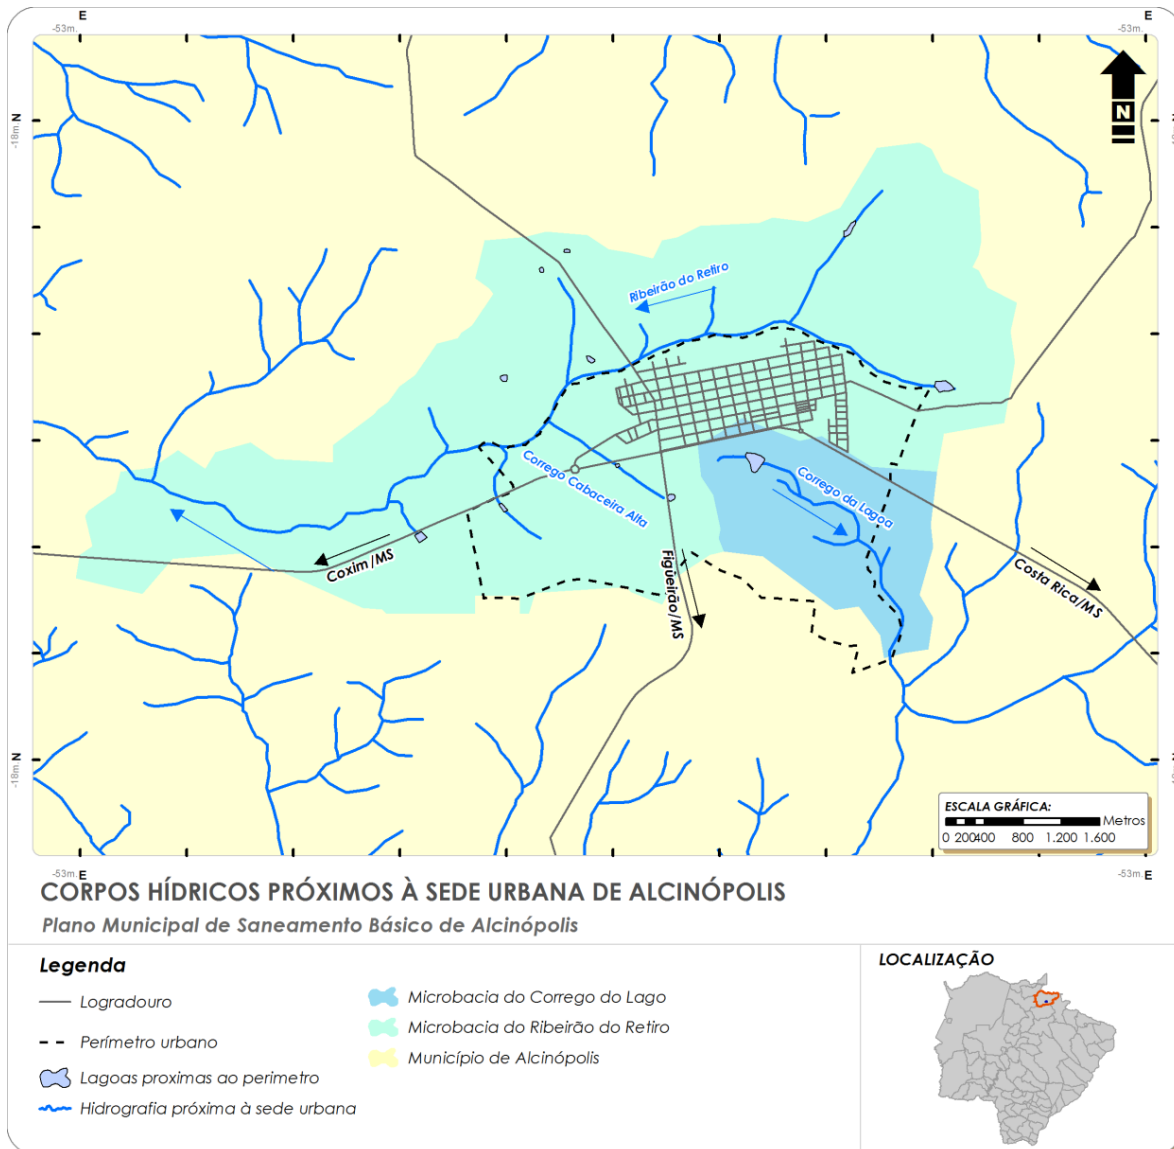 E
E
-53m.
-53m.
N
-18m.
N
Ribeirão do Retiro
Corrego Cabaceira Alta
Corrego da Lagoa
Coxim/MS
Figüeirão/MS
Costa Rica/MS
-18m.
N
ESCALA GRÁFICA:
Metros
0 200 400 800 1.200 1.600
-53m.
E
-53m.
E
CORPOS HÍDRICOS PRÓXIMOS À SEDE URBANA DE ALCINÓPOLIS
Plano Municipal de Saneamento Básico de Alcinópolis
Legenda
Logradouro
Perímetro urbano
Lagoas proximas ao perimetro
Hidrografia próxima à sede urbana
Microbacia do Corrego do Lago
Microbacia do Ribeirão do Retiro
Município de Alcinópolis
LOCALIZAÇÃO